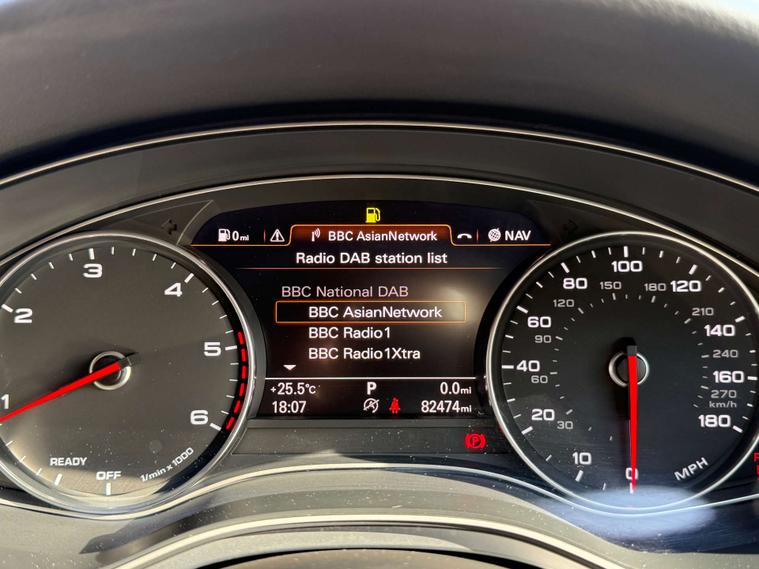 0mi BBC AsianNetwork NAV
Radio DAB station list
BBC National DAB
BBC AsianNetwork
BBC Radio1
BBC Radio1Xtra
+25.5°C P 0.0mi
18:07 82474mi
1 2 3 4 5 6
READY OFF 1/min x 1000
0 10 20 40 60 80 100 120 140 160 180
30 60 90 120 150 180 210 240 270
km/h
MPH
P